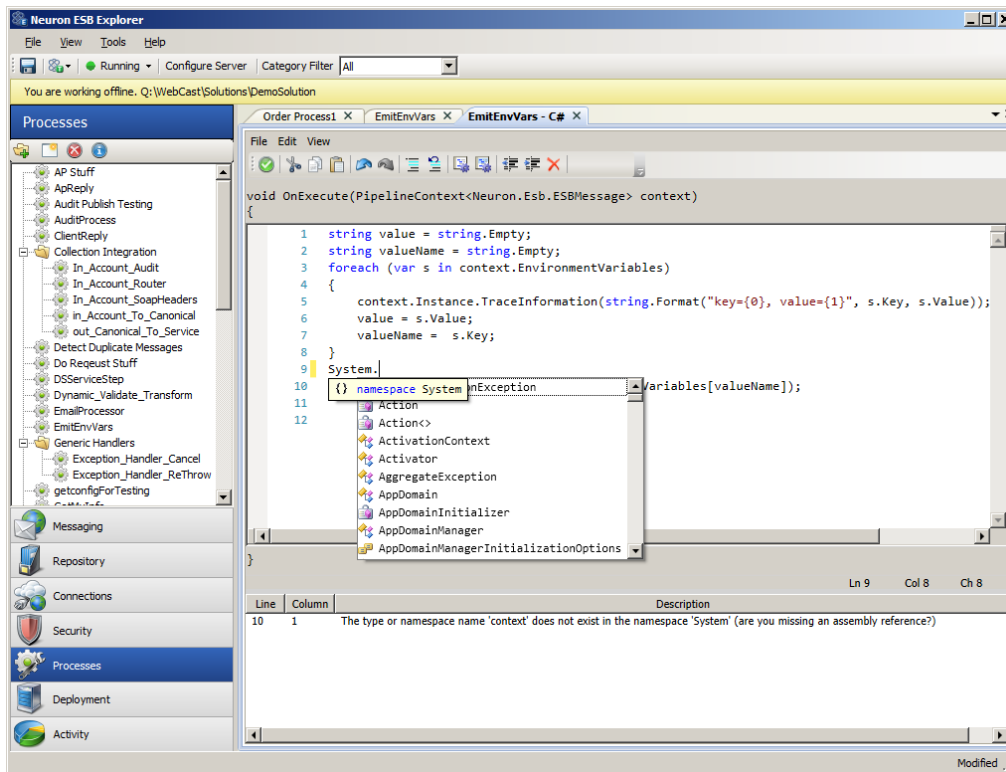 Neuron ESB Explorer
File View Tools Help
Running Configure Server Category Filter All
You are working offline. Q:\WebCast\Solutions\DemoSolution
Processes
AP Stuff
ApReply
Audit Publish Testing
AuditProcess
ClientReply
Collection Integration
In_Account_Audit
In_Account_Router
In_Account_SoapHeaders
in_Account_To_Canonical
out_Canonical_To_Service
Detect Duplicate Messages
Do Reqeust Stuff
DSServiceStep
Dynamic_Validate_Transform
EmailProcessor
EmitEnvVars
Generic Handlers
Exception_Handler_Cancel
Exception_Handler_ReThrow
getconfigForTesting
Messaging
Repository
Connections
Security
Processes
Deployment
Activity
Order Process1 X EmitEnvVars X EmitEnvVars - C# X
File Edit View
void OnExecute(PipelineContext<Neuron.Esb.ESBMessage> context)
{
1 string value = string.Empty;
2 string valueName = string.Empty;
3 foreach (var s in context.EnvironmentVariables)
4 {
5 context.Instance.TraceInformation(string.Format("key={0}, value={1}", s.Key, s.Value));
6 value = s.Value;
7 valueName = s.Key;
8 }
9 System.
10 {} namespace System onException Variables[valueName]);
11 Action
12 Action<>
ActivationContext
Activator
AggregateException
AppDomain
AppDomainInitializer
AppDomainManager
AppDomainManagerInitializationOptions
}
Ln 9 Col 8 Ch 8
Line Column Description
10 1 The type or namespace name 'context' does not exist in the namespace 'System' (are you missing an assembly reference?)
Modified